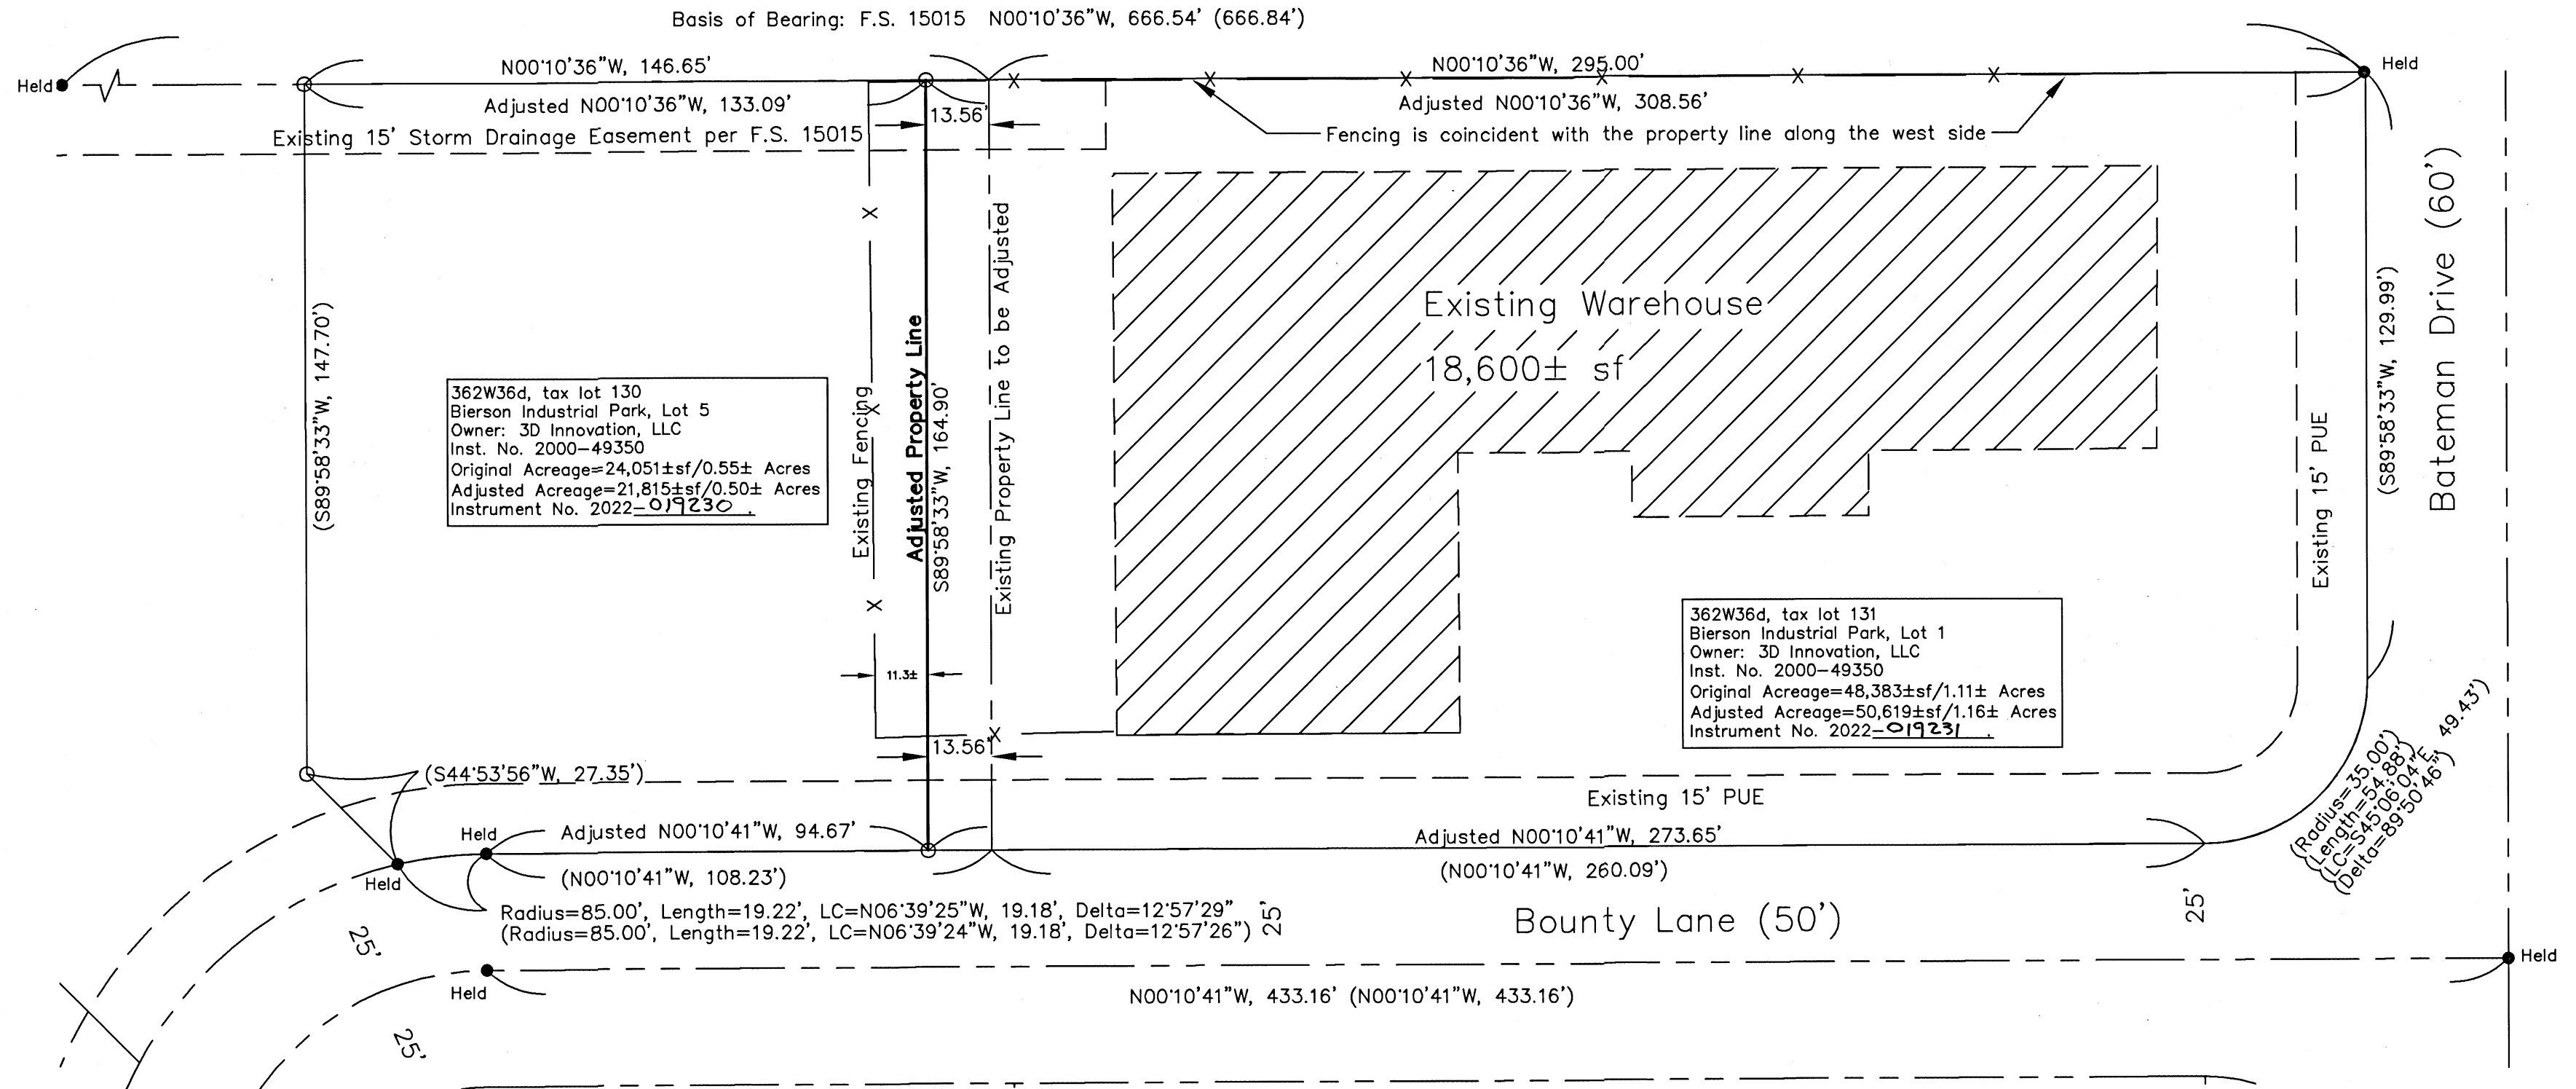 Basis of Bearing: F.S. 15015 N00°10'36"W, 666.54' (666.84')
Held
N00°10'36"W, 146.65'
N00°10'36"W, 295.00'
Held
Adjusted N00°10'36"W, 133.09'
13.56'
Adjusted N00°10'36"W, 308.56'
Existing 15' Storm Drainage Easement per F.S. 15015
Fencing is coincident with the property line along the west side
X X X X X X
(S89°58'33"W, 147.70')
362W36d, tax lot 130
Bierson Industrial Park, Lot 5
Owner: 3D Innovation, LLC
Inst. No. 2000-49350
Original Acreage=24,051±sf/0.55± Acres
Adjusted Acreage=21,815±sf/0.50± Acres
Instrument No. 2022-019230.
X
X
X
Existing Fencing
Adjusted Property Line
S89°58'33"W, 164.90'
Existing Property Line to be Adjusted
Existing Warehouse
18,600± sf
Existing 15' PUE
(S89°58'33"W, 129.99')
Bateman Drive (60')
362W36d, tax lot 131
Bierson Industrial Park, Lot 1
Owner: 3D Innovation, LLC
Inst. No. 2000-49350
Original Acreage=48,383±sf/1.11± Acres
Adjusted Acreage=50,619±sf/1.16± Acres
Instrument No. 2022-019231.
11.3±
X
13.56'
(Radius=35.00')
(Length=54.88')
(LC=S45°06'04"E, 49.43')
(Delta=89°50'46")
(S44°53'56"W, 27.35')
Existing 15' PUE
Held
Adjusted N00°10'41"W, 94.67'
Adjusted N00°10'41"W, 273.65'
Held
(N00°10'41"W, 108.23')
(N00°10'41"W, 260.09')
Radius=85.00', Length=19.22', LC=N06°39'25"W, 19.18', Delta=12°57'29"
(Radius=85.00', Length=19.22', LC=N06°39'24"W, 19.18', Delta=12°57'26")
25'
Bounty Lane (50')
25'
25'
Held
Held
N00°10'41"W, 433.16' (N00°10'41"W, 433.16')
25'